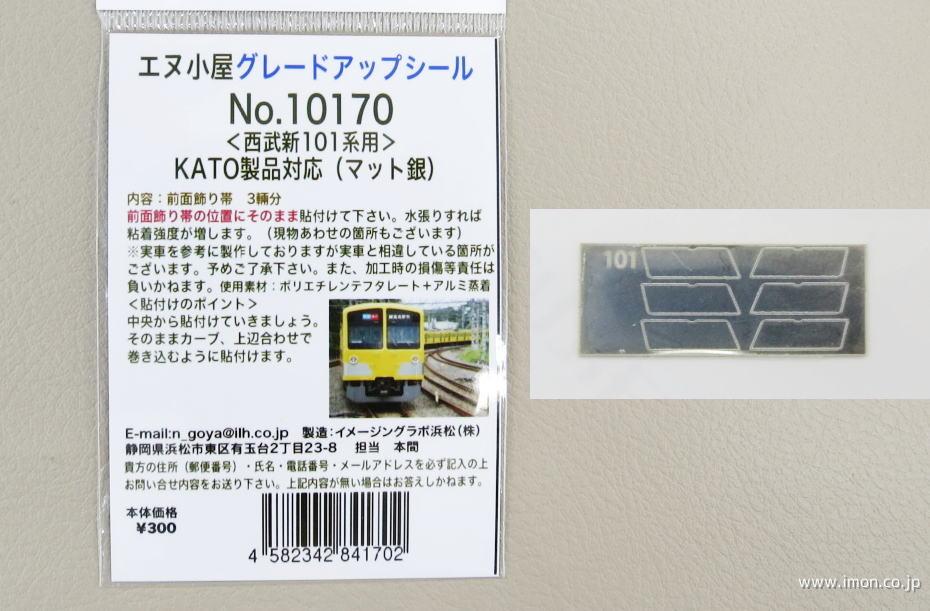 エヌ小屋グレードアップシール
No.10170
＜西武新101系用＞
KATO製品対応（マット銀）
内容：前面飾り帯　3輌分
前面飾り帯の位置にそのまま貼付けて下さい。水張りすれば
粘着強度が増します。（現物あわせの箇所もございます）
※実車を参考に製作しておりますが実車と相違している箇所が
ございます。予めご了承下さい。また、加工時の損傷等責任は
負いかねます。使用素材：ポリエチレンテフタレート＋アルミ蒸着
＜貼付けのポイント＞
中央から貼付けていきましょう。
そのままカーブ、上辺合わせで
巻き込むように貼付けます。
E-mail:n_goya@ilh.co.jp　製造：イメージングラボ浜松（株）
静岡県浜松市東区有玉台2丁目23-8　担当　本間
貴方の住所（郵便番号）・氏名・電話番号・メールアドレスを必ず記入の上
お問い合せ内容をお送り下さい。上記内容が無い場合はお答えしかねます。
本体価格
¥300
4 582342 841702
101
www.imon.co.jp